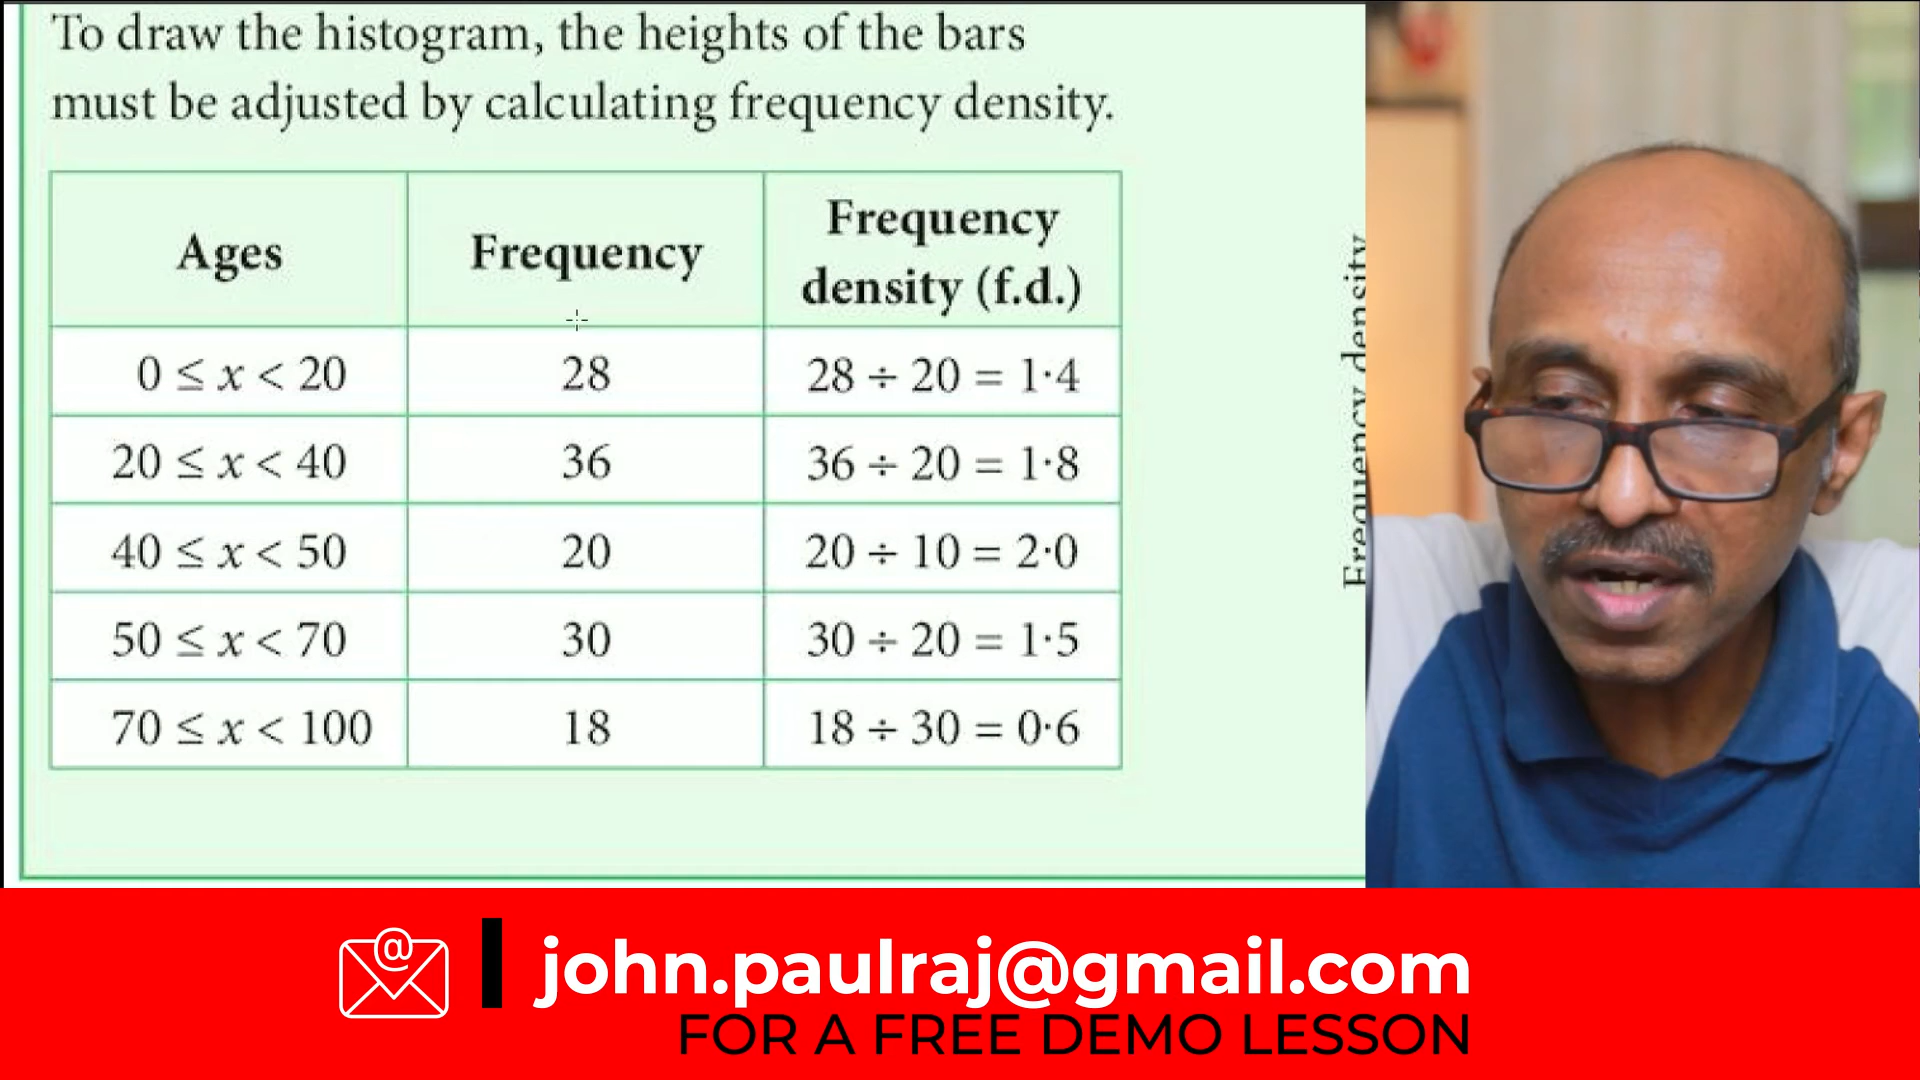 To draw the histogram, the heights of the bars
must be adjusted by calculating frequency density.
Ages Frequency Frequency density (f.d.)
0 ≤ x < 20 28 28 ÷ 20 = 1·4
20 ≤ x < 40 36 36 ÷ 20 = 1·8
40 ≤ x < 50 20 20 ÷ 10 = 2·0
50 ≤ x < 70 30 30 ÷ 20 = 1·5
70 ≤ x < 100 18 18 ÷ 30 = 0·6
Frequency density
@
john.paulraj@gmail.com
FOR A FREE DEMO LESSON